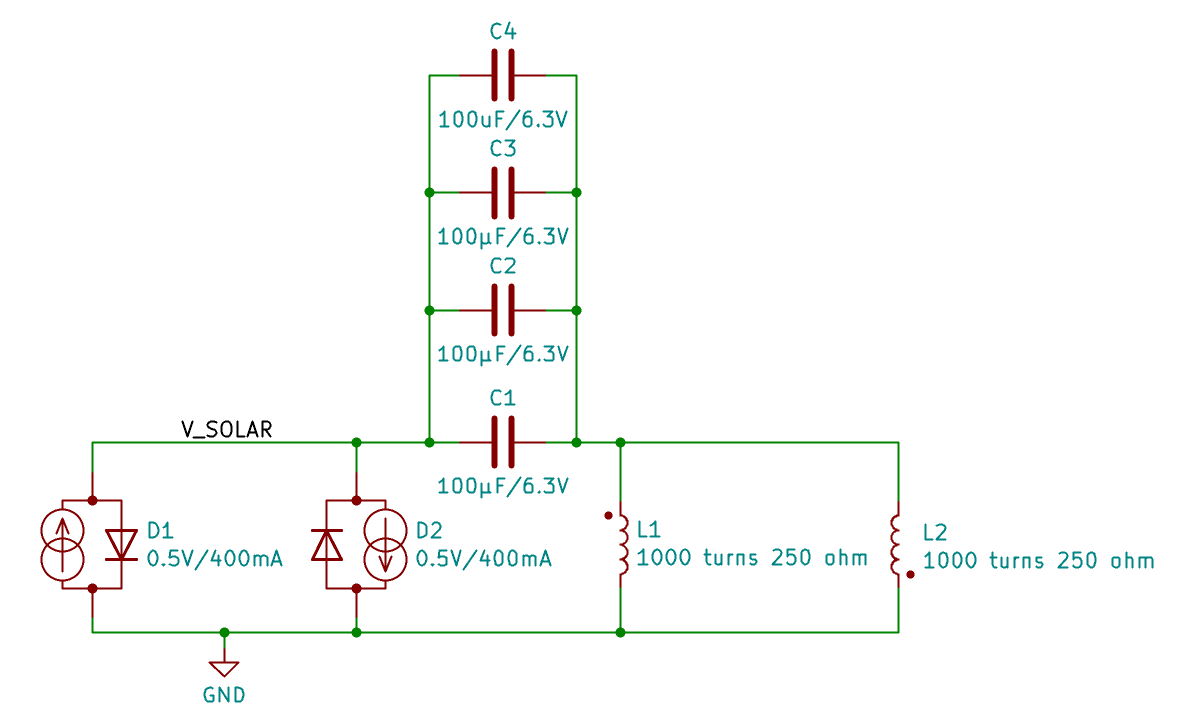 C4
100uF/6.3V
C3
100µF/6.3V
C2
100µF/6.3V
C1
100µF/6.3V
V_SOLAR
D1
0.5V/400mA
D2
0.5V/400mA
L1
1000 turns 250 ohm
L2
1000 turns 250 ohm
GND